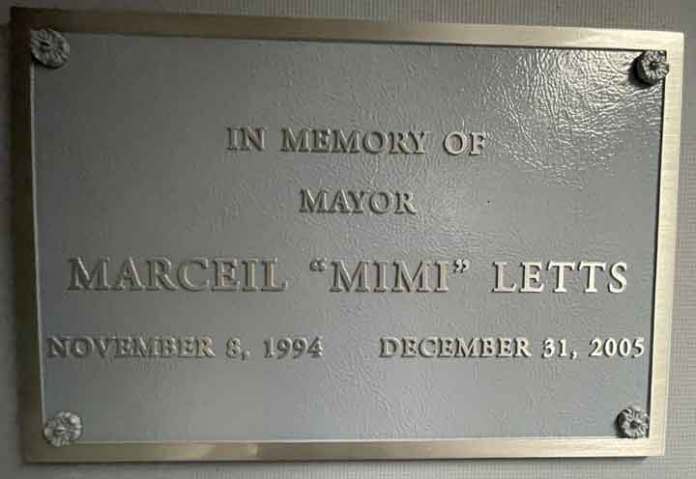 IN MEMORY OF
MAYOR
MARCEIL “MIMI” LETTS
NOVEMBER 8, 1994 DECEMBER 31, 2005